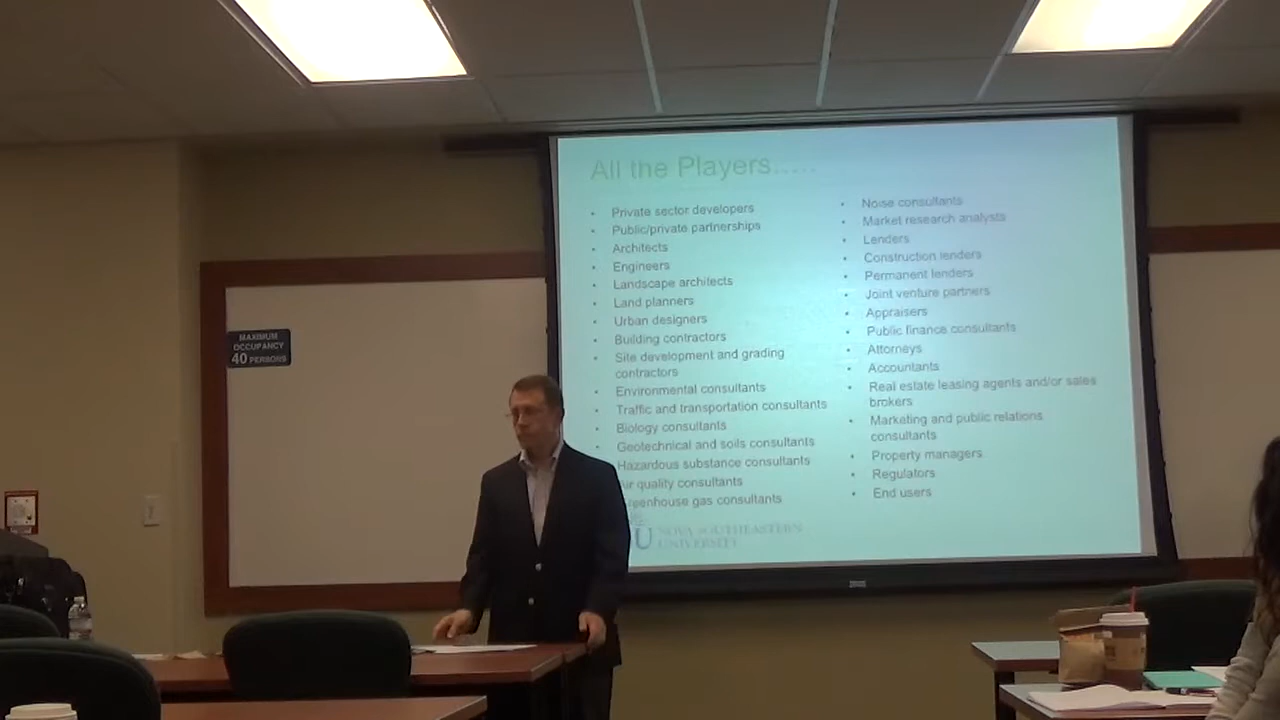 All the Players.....
• Private sector developers
• Public/private partnerships
• Architects
• Engineers
• Landscape architects
• Land planners
• Urban designers
• Building contractors
• Site development and grading
contractors
• Environmental consultants
• Traffic and transportation consultants
• Biology consultants
• Geotechnical and soils consultants
Hazardous substance consultants
Air quality consultants
consultants
gas
• Noise consultants
• Market research analysts
• Lenders
• Construction lenders
• Permanent lenders
• Joint venture partners
• Appraisers
• Public finance consultants
• Attorneys
• Accountants
• Real estate leasing agents and/or sales
brokers
• Marketing and public relations
consultants
• Property managers
• Regulators
• End users
U NOVA SOUTHEASTERN
UNIVERSITY
MAXIMUM
OCCUPANCY
40 PERSONS